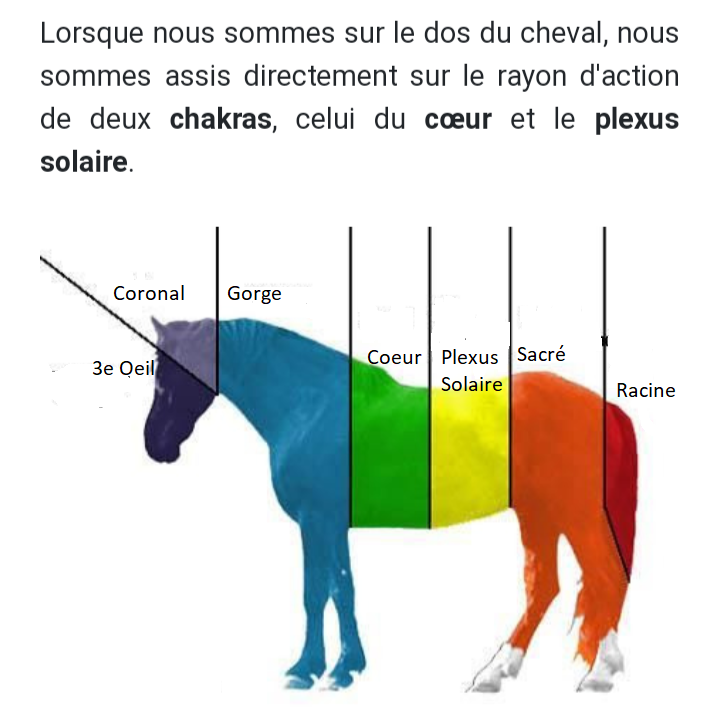 Lorsque nous sommes sur le dos du cheval, nous
sommes assis directement sur le rayon d'action
de deux chakras, celui du cœur et le plexus
solaire.
Coronal
Gorge
3e Oeil
Coeur
Plexus
Solaire
Sacré
Racine